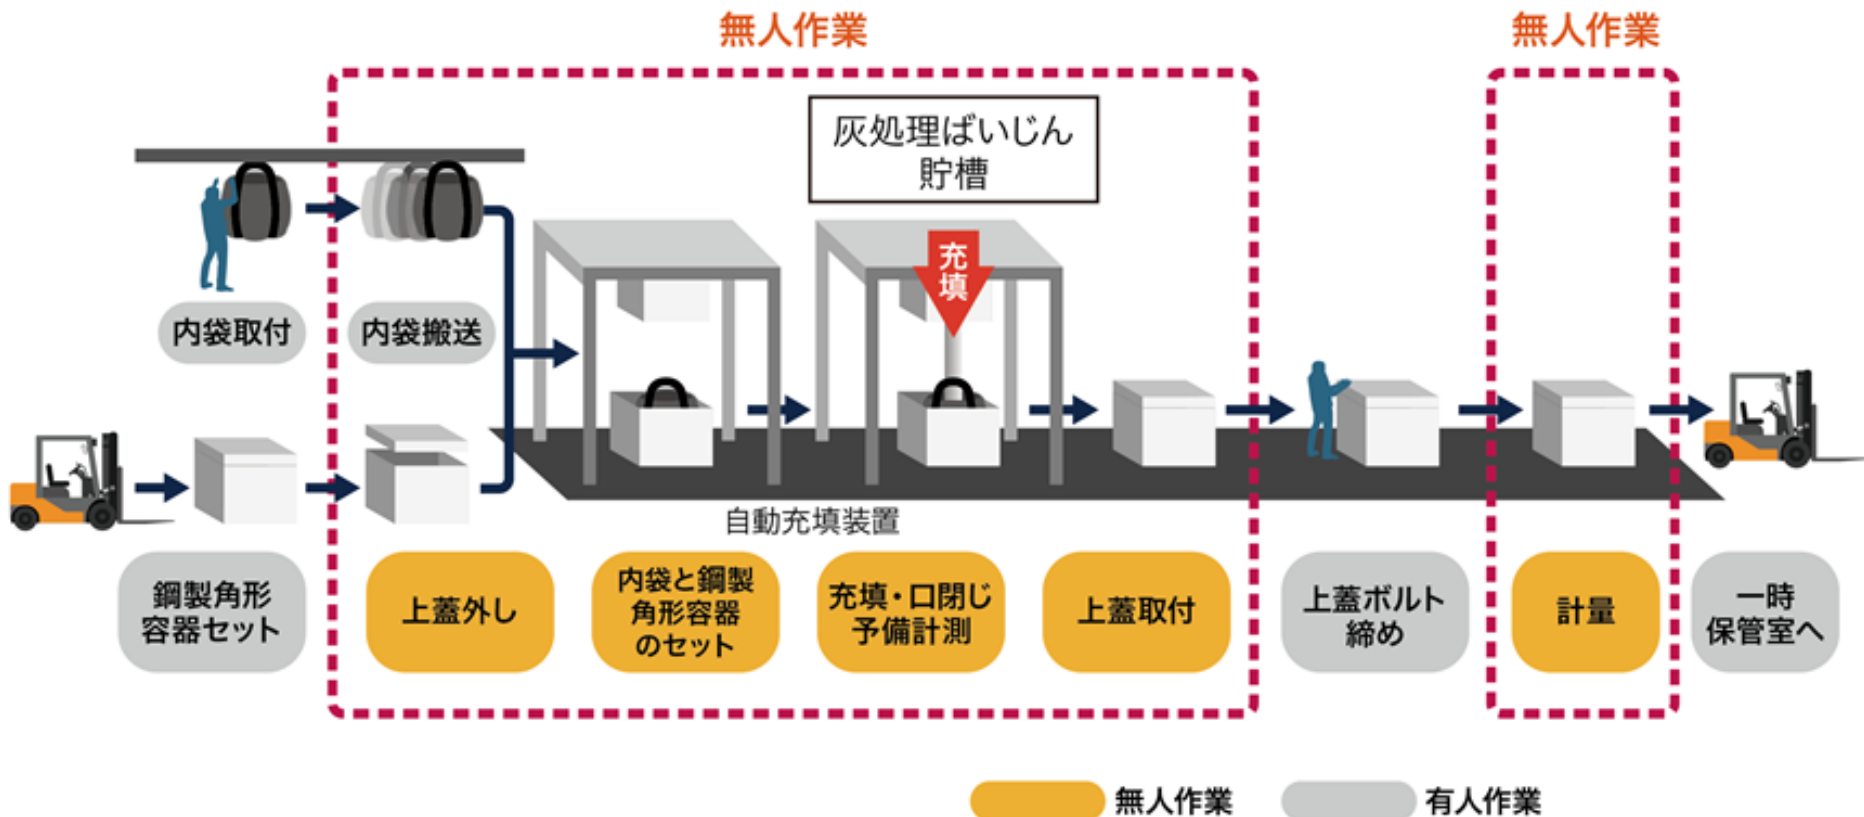 無人作業
無人作業
灰処理ばいじん
貯槽
充填
内袋取付
内袋搬送
自動充填装置
鋼製角形
容器セット
上蓋外し
内袋と鋼製
角形容器
のセット
充填・口閉じ
予備計測
上蓋取付
上蓋ボルト
締め
計量
一時
保管室へ
無人作業
有人作業